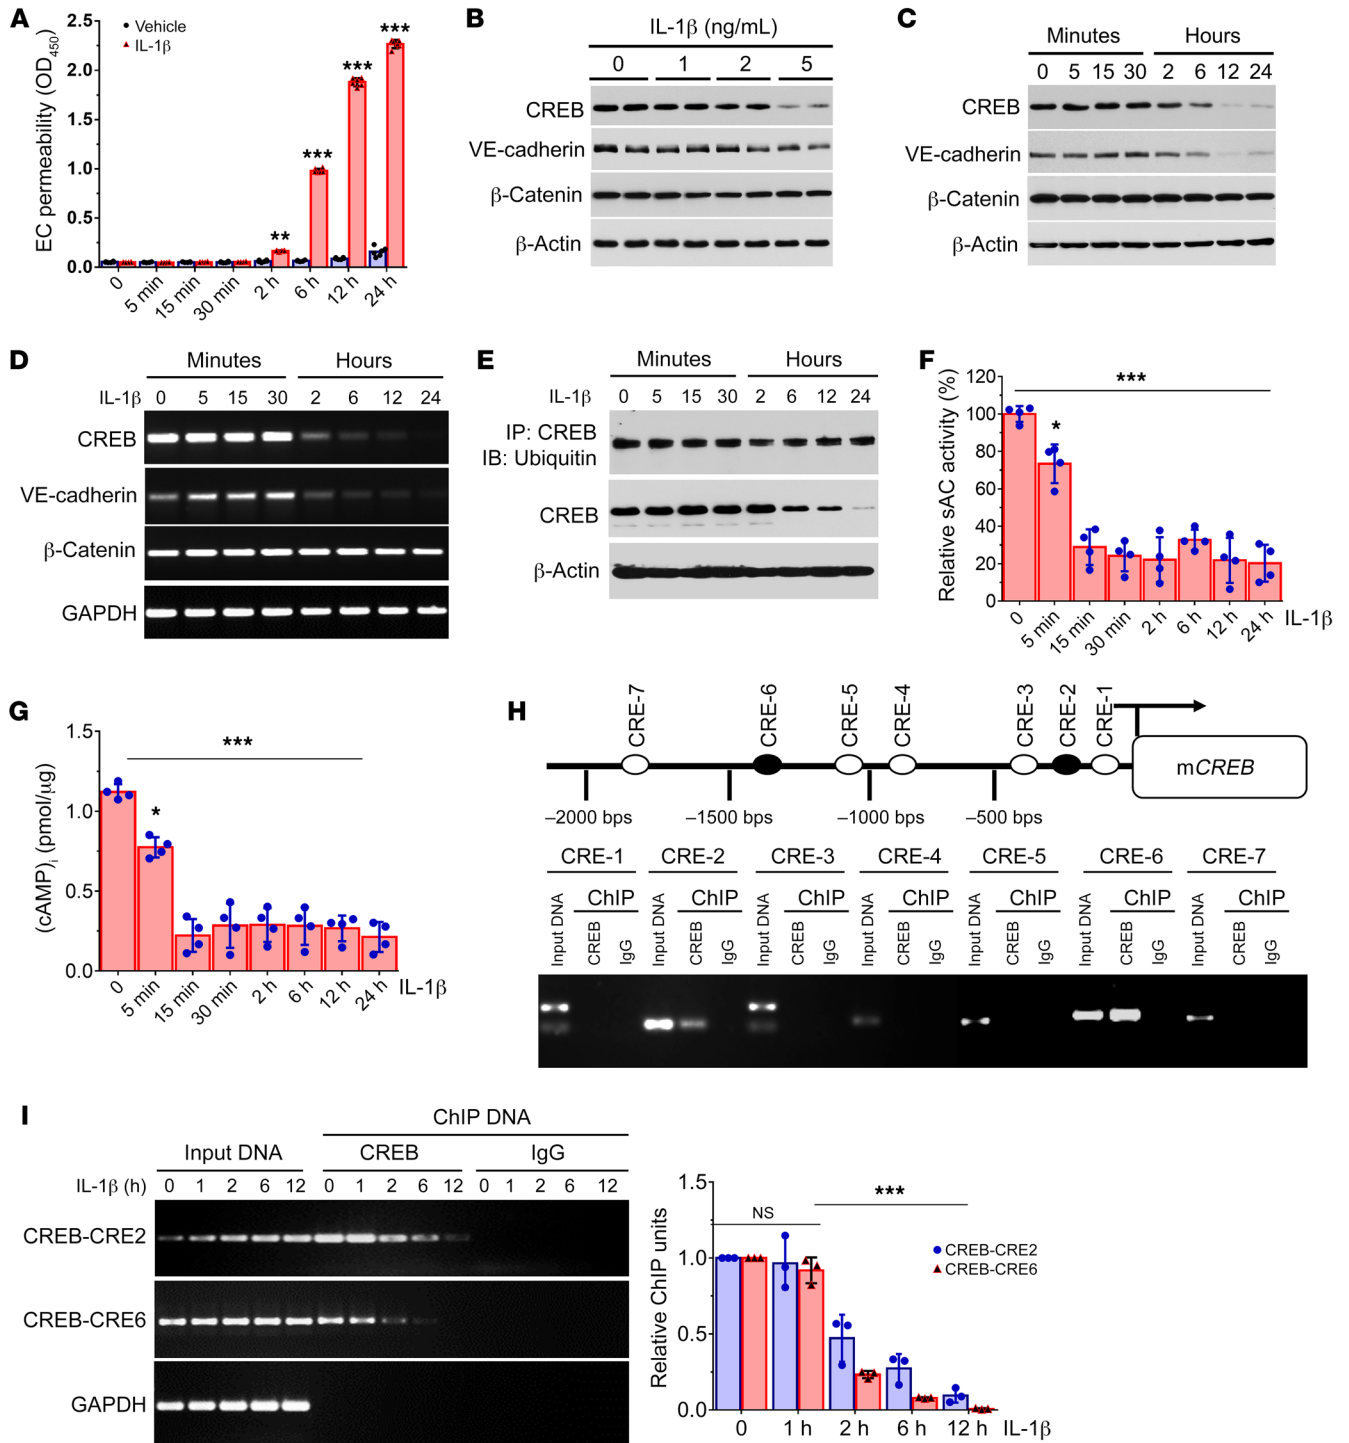 A
EC permeability (OD450)
2.5
2.0
1.5
1.0
0.5
0.0
Vehicle
IL-1β
**
***
***
***
0
5 min
15 min
30 min
2 h
6 h
12 h
24 h
B
IL-1β (ng/mL)
0 1 2 5
CREB
VE-cadherin
β-Catenin
β-Actin
C
Minutes Hours
0 5 15 30 2 6 12 24
CREB
VE-cadherin
β-Catenin
β-Actin
D
Minutes Hours
IL-1β 0 5 15 30 2 6 12 24
CREB
VE-cadherin
β-Catenin
GAPDH
E
Minutes Hours
IL-1β 0 5 15 30 2 6 12 24
IP: CREB
IB: Ubiquitin
CREB
β-Actin
F
Relative sAC activity (%)
120
100
80
60
40
20
0
***
*
0
5 min
15 min
30 min
2 h
6 h
12 h
24 h
IL-1β
G
(cAMP)i (pmol/μg)
1.5
1.0
0.5
0.0
***
*
0
5 min
15 min
30 min
2 h
6 h
12 h
24 h
IL-1β
H
CRE-7
CRE-6
CRE-5
CRE-4
CRE-3
CRE-2
CRE-1
mCREB
–2000 bps –1500 bps –1000 bps –500 bps
CRE-1 CRE-2 CRE-3 CRE-4 CRE-5 CRE-6 CRE-7
ChIP ChIP ChIP ChIP ChIP ChIP ChIP
Input DNA CREB IgG Input DNA CREB IgG Input DNA CREB IgG Input DNA CREB IgG Input DNA CREB IgG Input DNA CREB IgG Input DNA CREB IgG
I
ChIP DNA
Input DNA CREB IgG
IL-1β (h) 0 1 2 6 12 0 1 2 6 12 0 1 2 6 12
CREB-CRE2
CREB-CRE6
GAPDH
Relative ChIP units
1.5
1.0
0.5
0.0
NS
***
CREB-CRE2
CREB-CRE6
0 1 h 2 h 6 h 12 h IL-1β